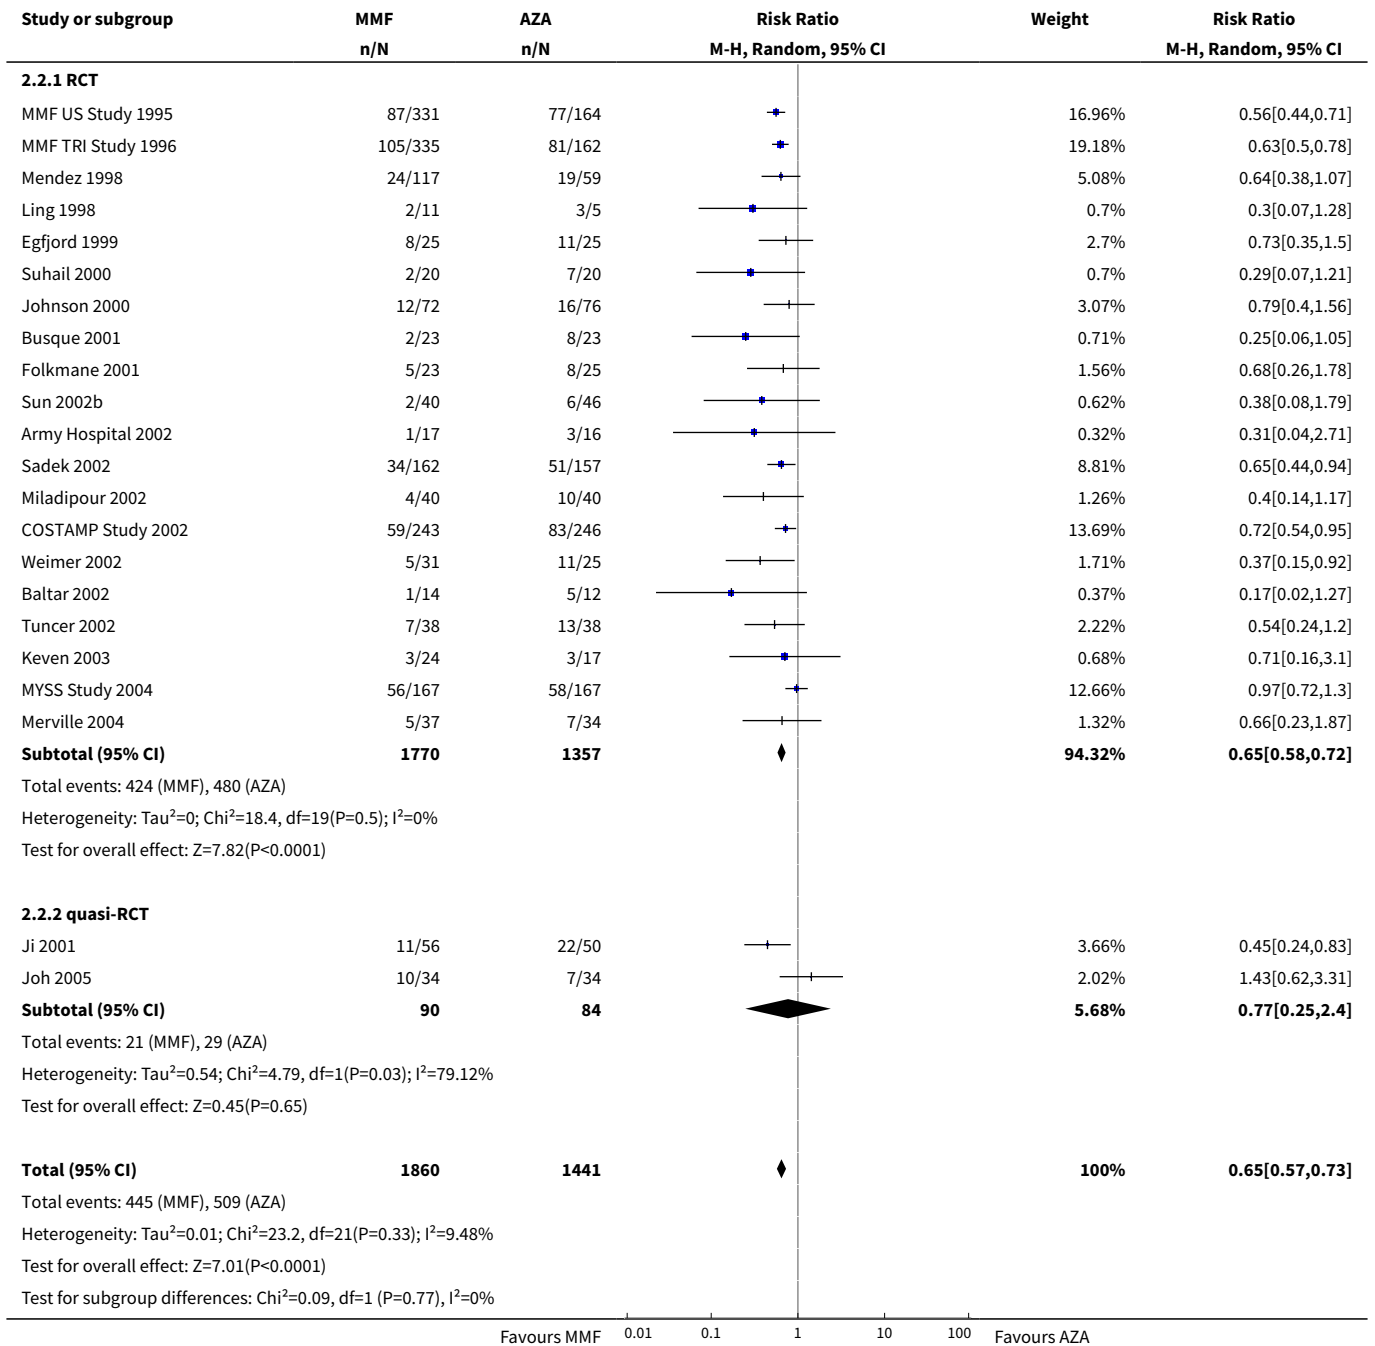 Study or subgroup MMF AZA Risk Ratio Weight Risk Ratio
n/N n/N M-H, Random, 95% CI M-H, Random, 95% CI
2.2.1 RCT
MMF US Study 1995 87/331 77/164 16.96% 0.56[0.44,0.71]
MMF TRI Study 1996 105/335 81/162 19.18% 0.63[0.5,0.78]
Mendez 1998 24/117 19/59 5.08% 0.64[0.38,1.07]
Ling 1998 2/11 3/5 0.7% 0.3[0.07,1.28]
Egfjord 1999 8/25 11/25 2.7% 0.73[0.35,1.5]
Suhail 2000 2/20 7/20 0.7% 0.29[0.07,1.21]
Johnson 2000 12/72 16/76 3.07% 0.79[0.4,1.56]
Busque 2001 2/23 8/23 0.71% 0.25[0.06,1.05]
Folkmane 2001 5/23 8/25 1.56% 0.68[0.26,1.78]
Sun 2002b 2/40 6/46 0.62% 0.38[0.08,1.79]
Army Hospital 2002 1/17 3/16 0.32% 0.31[0.04,2.71]
Sadek 2002 34/162 51/157 8.81% 0.65[0.44,0.94]
Miladipour 2002 4/40 10/40 1.26% 0.4[0.14,1.17]
COSTAMP Study 2002 59/243 83/246 13.69% 0.72[0.54,0.95]
Weimer 2002 5/31 11/25 1.71% 0.37[0.15,0.92]
Baltar 2002 1/14 5/12 0.37% 0.17[0.02,1.27]
Tuncer 2002 7/38 13/38 2.22% 0.54[0.24,1.2]
Keven 2003 3/24 3/17 0.68% 0.71[0.16,3.1]
MYSS Study 2004 56/167 58/167 12.66% 0.97[0.72,1.3]
Merville 2004 5/37 7/34 1.32% 0.66[0.23,1.87]
Subtotal (95% CI) 1770 1357 94.32% 0.65[0.58,0.72]
Total events: 424 (MMF), 480 (AZA)
Heterogeneity: Tau²=0; Chi²=18.4, df=19(P=0.5); I²=0%
Test for overall effect: Z=7.82(P<0.0001)
2.2.2 quasi-RCT
Ji 2001 11/56 22/50 3.66% 0.45[0.24,0.83]
Joh 2005 10/34 7/34 2.02% 1.43[0.62,3.31]
Subtotal (95% CI) 90 84 5.68% 0.77[0.25,2.4]
Total events: 21 (MMF), 29 (AZA)
Heterogeneity: Tau²=0.54; Chi²=4.79, df=1(P=0.03); I²=79.12%
Test for overall effect: Z=0.45(P=0.65)
Total (95% CI) 1860 1441 100% 0.65[0.57,0.73]
Total events: 445 (MMF), 509 (AZA)
Heterogeneity: Tau²=0.01; Chi²=23.2, df=21(P=0.33); I²=9.48%
Test for overall effect: Z=7.01(P<0.0001)
Test for subgroup differences: Chi²=0.09, df=1 (P=0.77), I²=0%
Favours MMF 0.01 0.1 1 10 100 Favours AZA